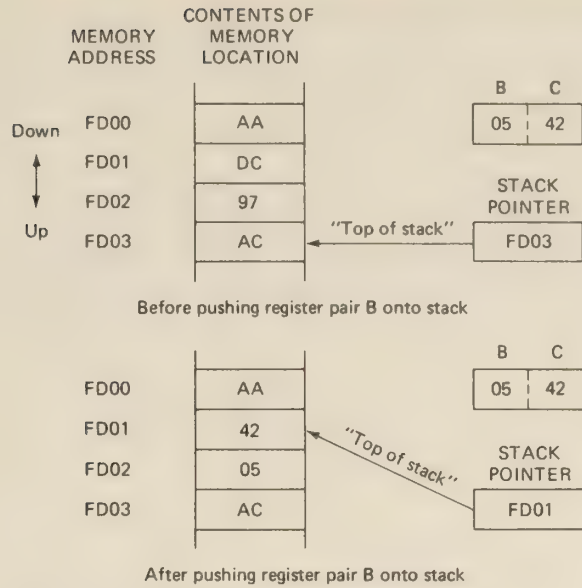 MEMORY ADDRESS
CONTENTS OF MEMORY LOCATION
B C
Down
FD00 AA
05 42
FD01 DC
FD02 97
STACK POINTER
Up
FD03 AC
"Top of stack"
FD03
Before pushing register pair B onto stack
B C
FD00 AA
05 42
FD01 42
"Top of stack"
FD02 05
STACK POINTER
FD03 AC
FD01
After pushing register pair B onto stack